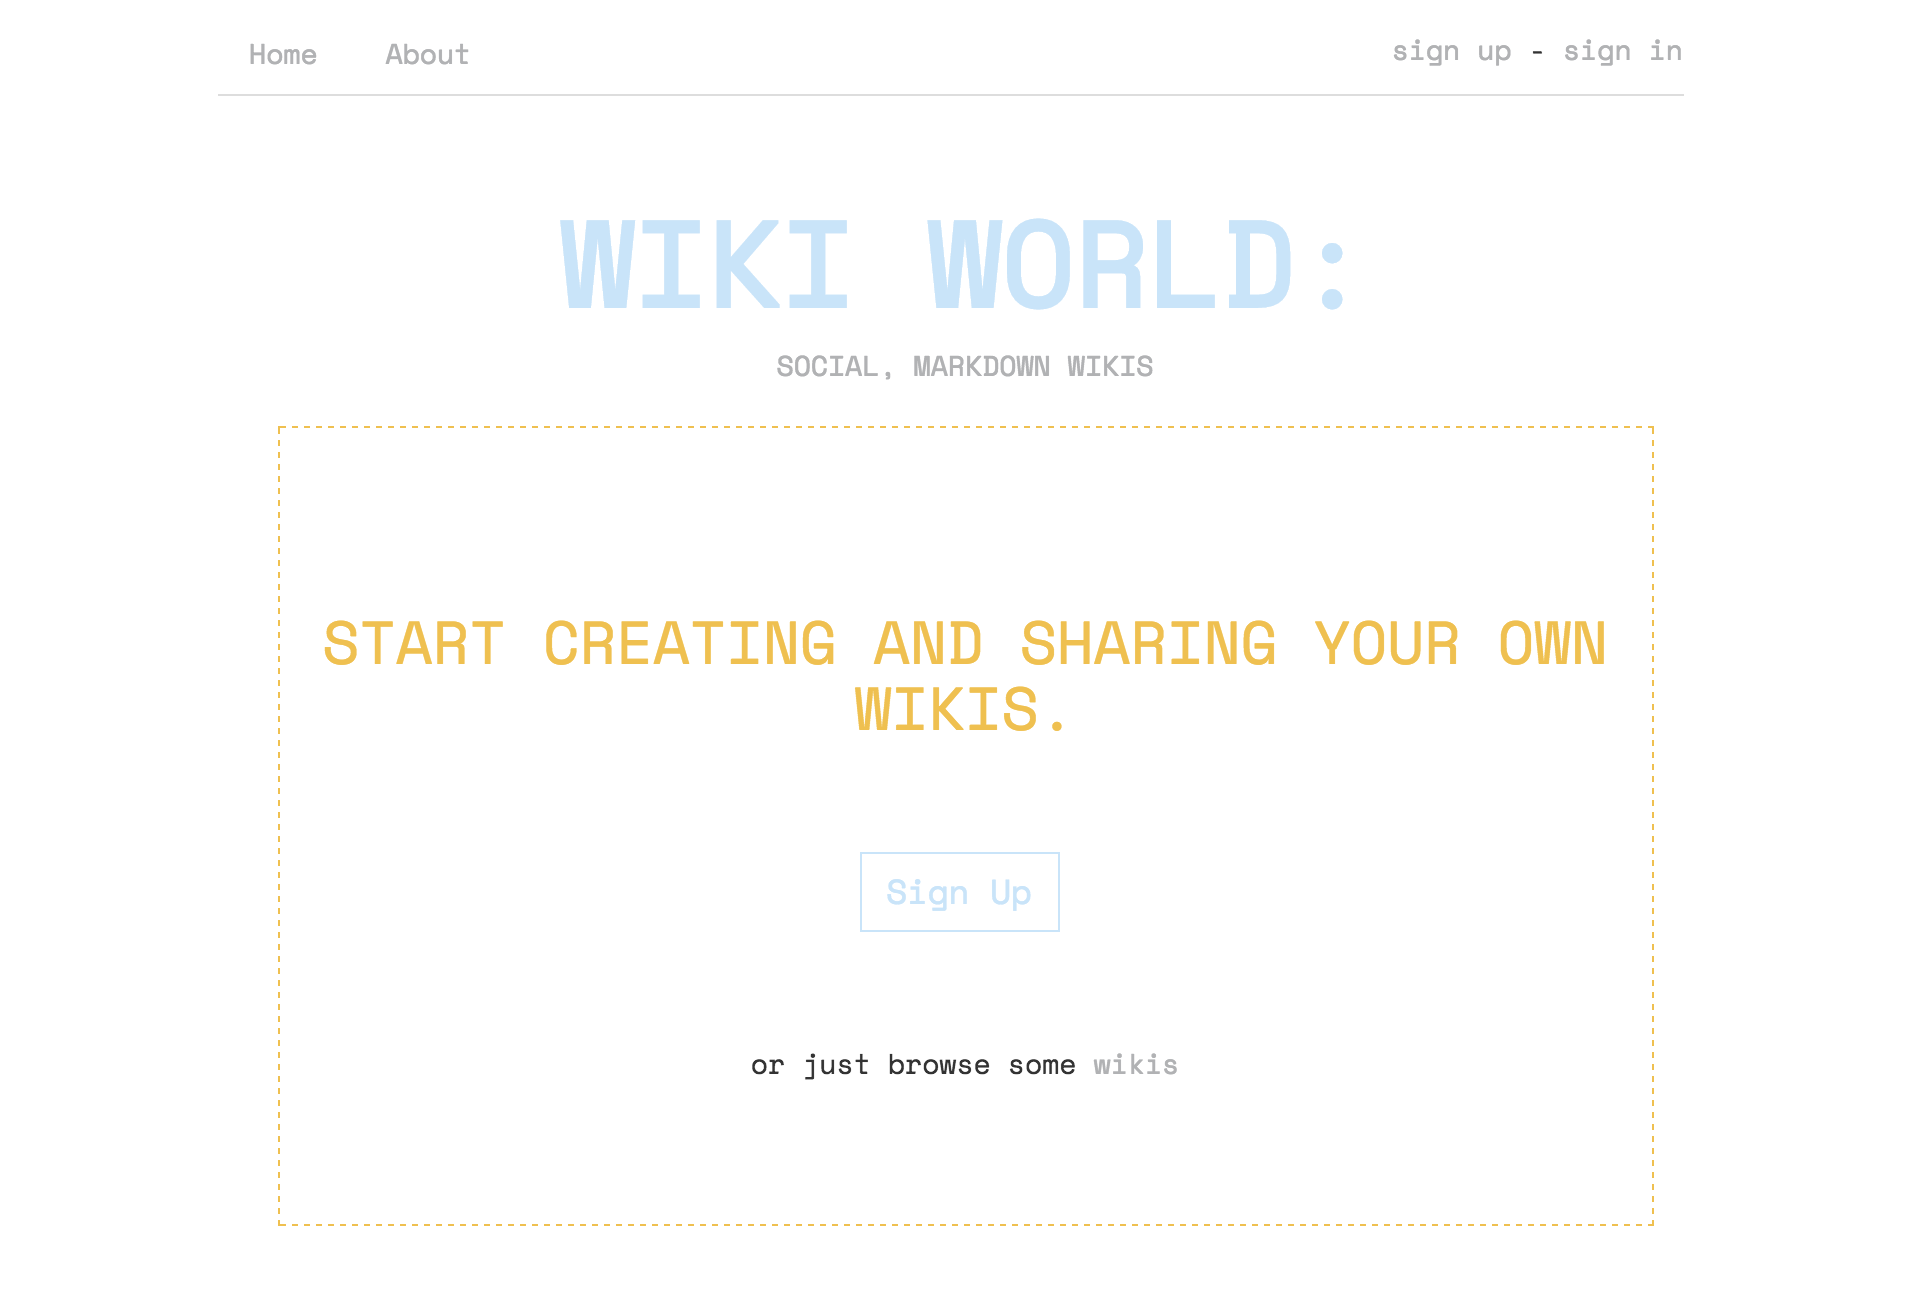 Home About sign up - sign in
WIKI WORLD:
SOCIAL, MARKDOWN WIKIS
START CREATING AND SHARING YOUR OWN
WIKIS.
Sign Up
or just browse some wikis